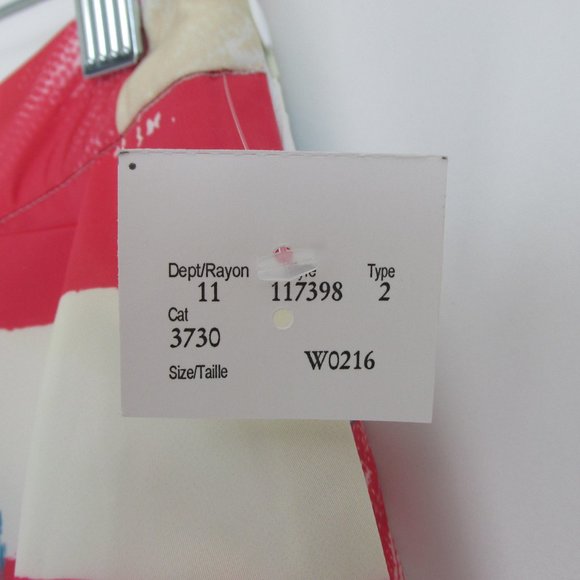 Dept/Rayon Type
11 117398 2
Cat
3730
Size/Taille W0216